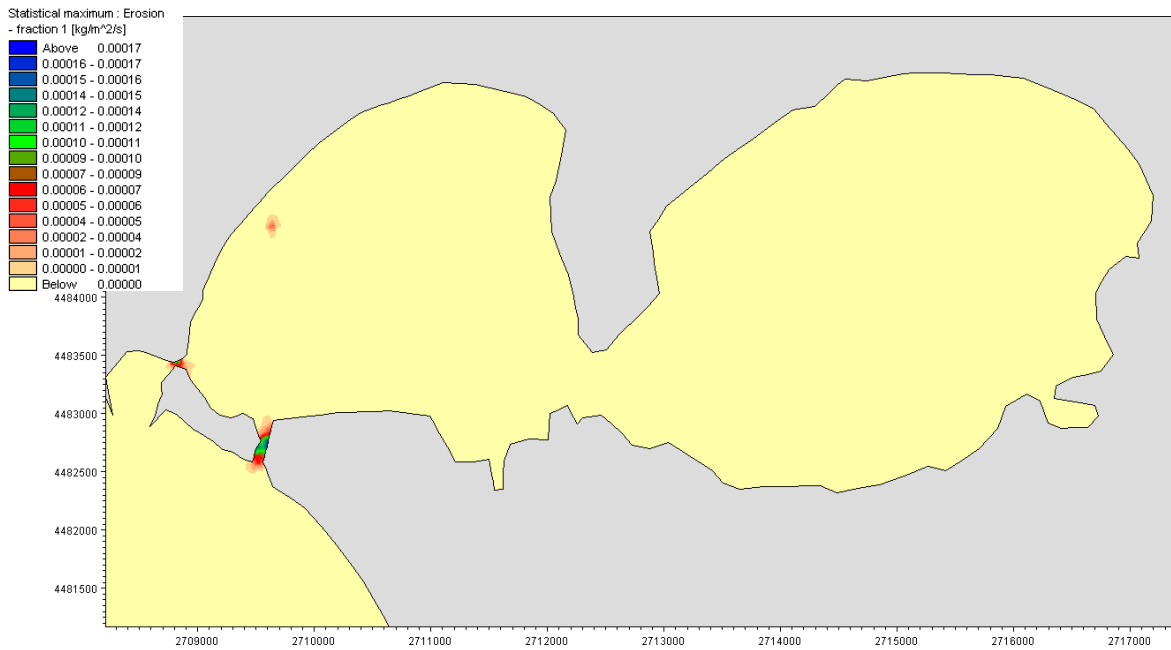 Statistical maximum : Erosion
- fraction 1 [kg/m^2/s]
Above 0.00017
0.00016 - 0.00017
0.00015 - 0.00016
0.00014 - 0.00015
0.00012 - 0.00014
0.00011 - 0.00012
0.00010 - 0.00011
0.00009 - 0.00010
0.00007 - 0.00009
0.00006 - 0.00007
0.00005 - 0.00006
0.00004 - 0.00005
0.00002 - 0.00004
0.00001 - 0.00002
0.00000 - 0.00001
Below 0.00000
4484000
4483500
4483000
4482500
4482000
4481500
2709000 2710000 2711000 2712000 2713000 2714000 2715000 2716000 2717000